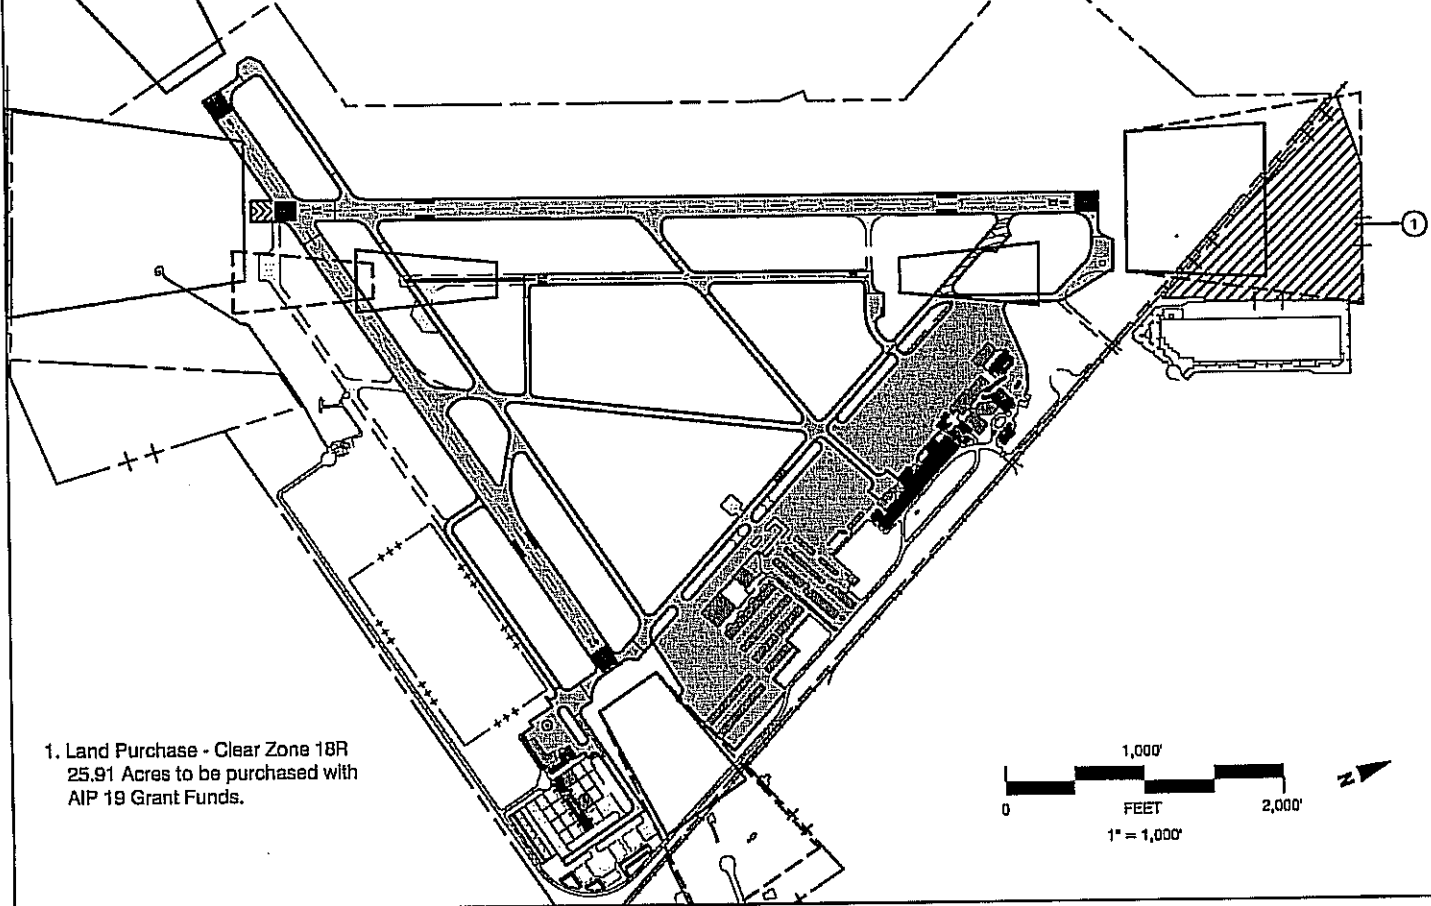 1
1. Land Purchase - Clear Zone 18R
25.91 Acres to be purchased with
AIP 19 Grant Funds.
1,000'
0
FEET
2,000'
1" = 1,000'
N